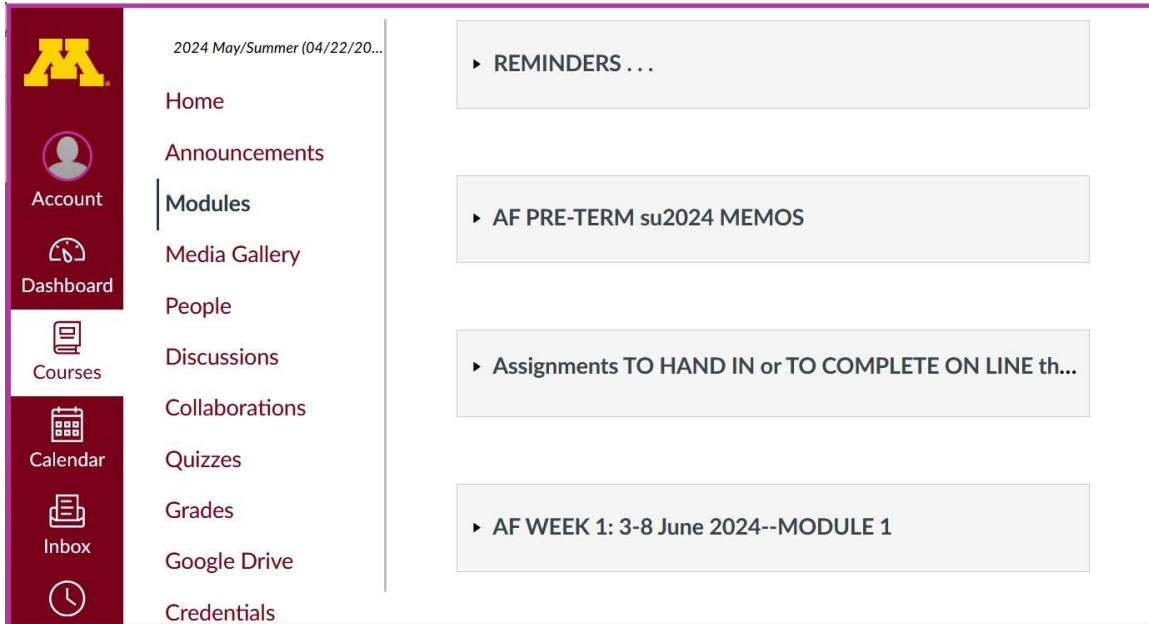 M
Account
Dashboard
Courses
Calendar
Inbox
2024 May/Summer (04/22/20...
Home
Announcements
Modules
Media Gallery
People
Discussions
Collaborations
Quizzes
Grades
Google Drive
Credentials
REMINDERS . . .
AF PRE-TERM su2024 MEMOS
Assignments TO HAND IN or TO COMPLETE ON LINE th...
AF WEEK 1: 3-8 June 2024--MODULE 1